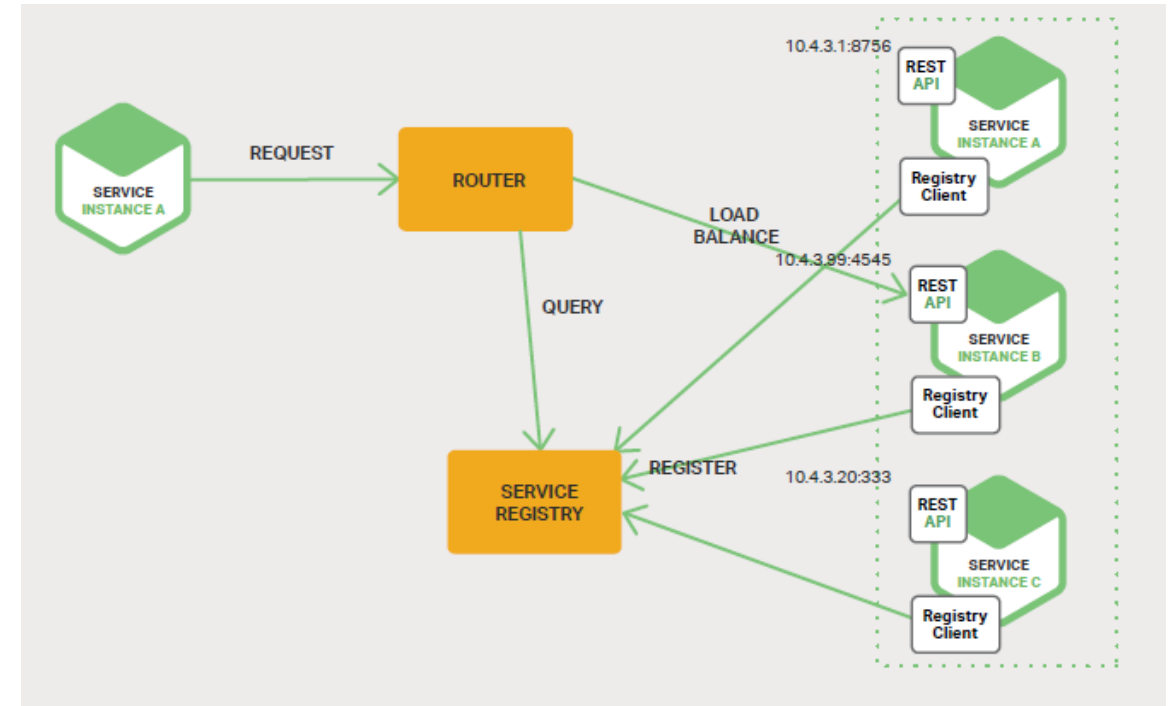 SERVICE
INSTANCE A
REQUEST
ROUTER
QUERY
LOAD
BALANCE
SERVICE
REGISTRY
REGISTER
10.4.3.1:8756
REST
API
SERVICE
INSTANCE A
Registry
Client
10.4.3.99:4545
REST
API
SERVICE
INSTANCE B
Registry
Client
10.4.3.20:333
REST
API
SERVICE
INSTANCE C
Registry
Client